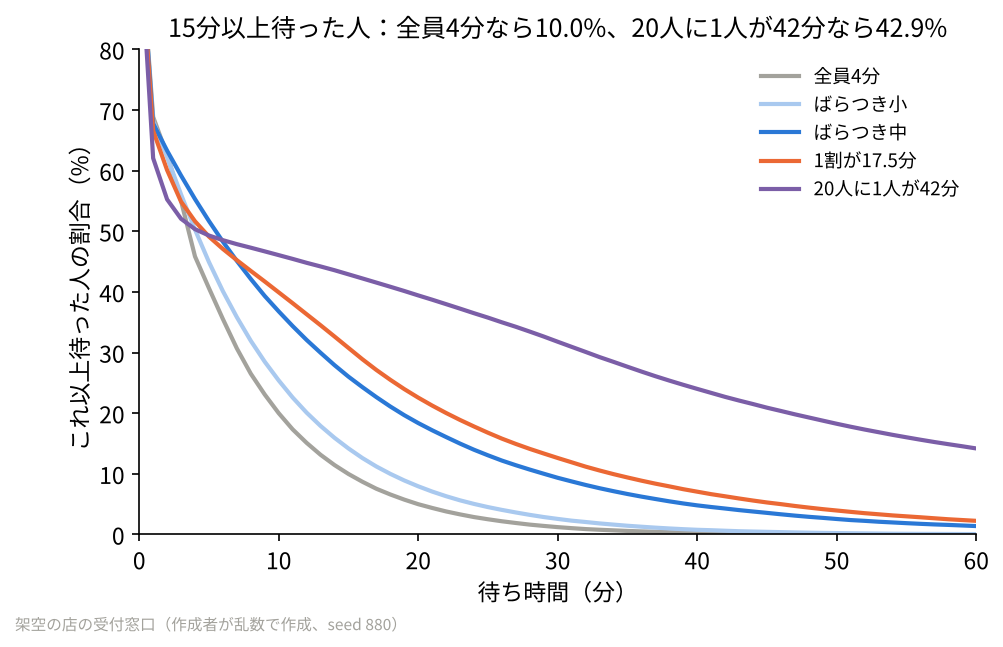 15分以上待った人：全員4分なら10.0%、20人に1人が42分なら42.9%
これ以上待った人の割合（%）
80
70
60
50
40
30
20
10
0
全員4分
ばらつき小
ばらつき中
1割が17.5分
20人に1人が42分
0 10 20 30 40 50 60
待ち時間（分）
架空の店の受付窓口（作成者が乱数で作成、seed 880）